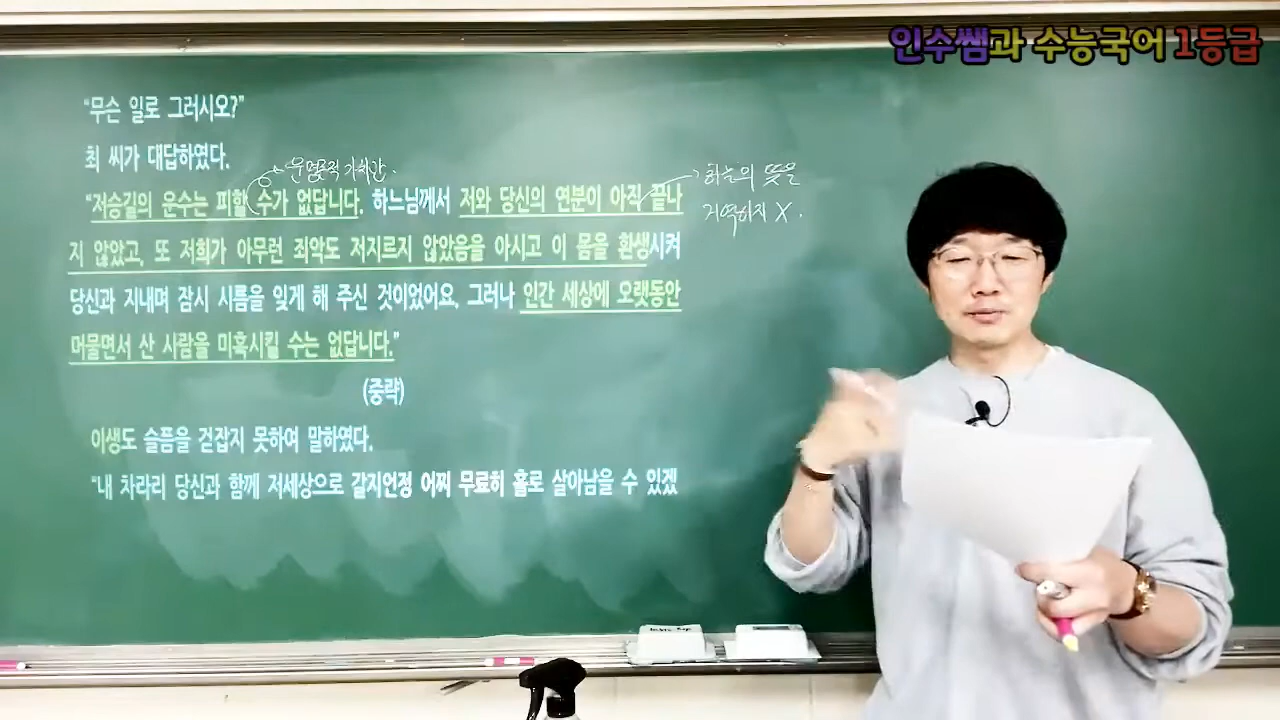 인수쌤과 수능국어 1등급
"무슨 일로 그러시오?"
최 씨가 대답하였다.
운명론적 가치관.
"저승길의 운수는 피할 수가 없답니다. 하느님께서 저와 당신의 연분이 아직 끝나
하늘의 뜻을
거역하지 X.
지 않았고, 또 저희가 아무런 죄악도 저지르지 않았음을 아시고 이 몸을 환생시켜
당신과 지내며 잠시 시름을 잊게 해 주신 것이었어요. 그러나 인간 세상에 오랫동안
머물면서 산 사람을 미혹시킬 수는 없답니다."
(중략)
이생도 슬픔을 걷잡지 못하여 말하였다.
"내 차라리 당신과 함께 저세상으로 갈지언정 어찌 무료히 홀로 살아남을 수 있겠